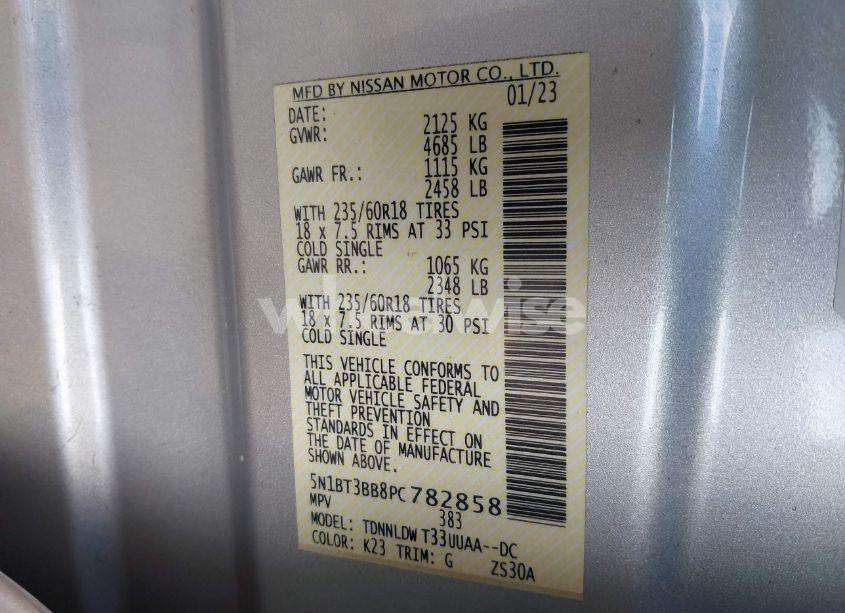 MFD BY NISSAN MOTOR CO., LTD.
DATE: 01/23
GVWR: 2125 KG
4685 LB
GAWR FR.: 1115 KG
2458 LB
WITH 235/60R18 TIRES
18 x 7.5 RIMS AT 33 PSI
COLD SINGLE
GAWR RR.: 1065 KG
2348 LB
WITH 235/60R18 TIRES
18 x 7.5 RIMS AT 30 PSI
COLD SINGLE
THIS VEHICLE CONFORMS TO
ALL APPLICABLE FEDERAL
MOTOR VEHICLE SAFETY AND
THEFT PREVENTION
STANDARDS IN EFFECT ON
THE DATE OF MANUFACTURE
SHOWN ABOVE.
5N1BT3BB8PC782858
MPV 383
MODEL: TDNNLDW T33UUAA--DC
COLOR: K23 TRIM: G ZS30A